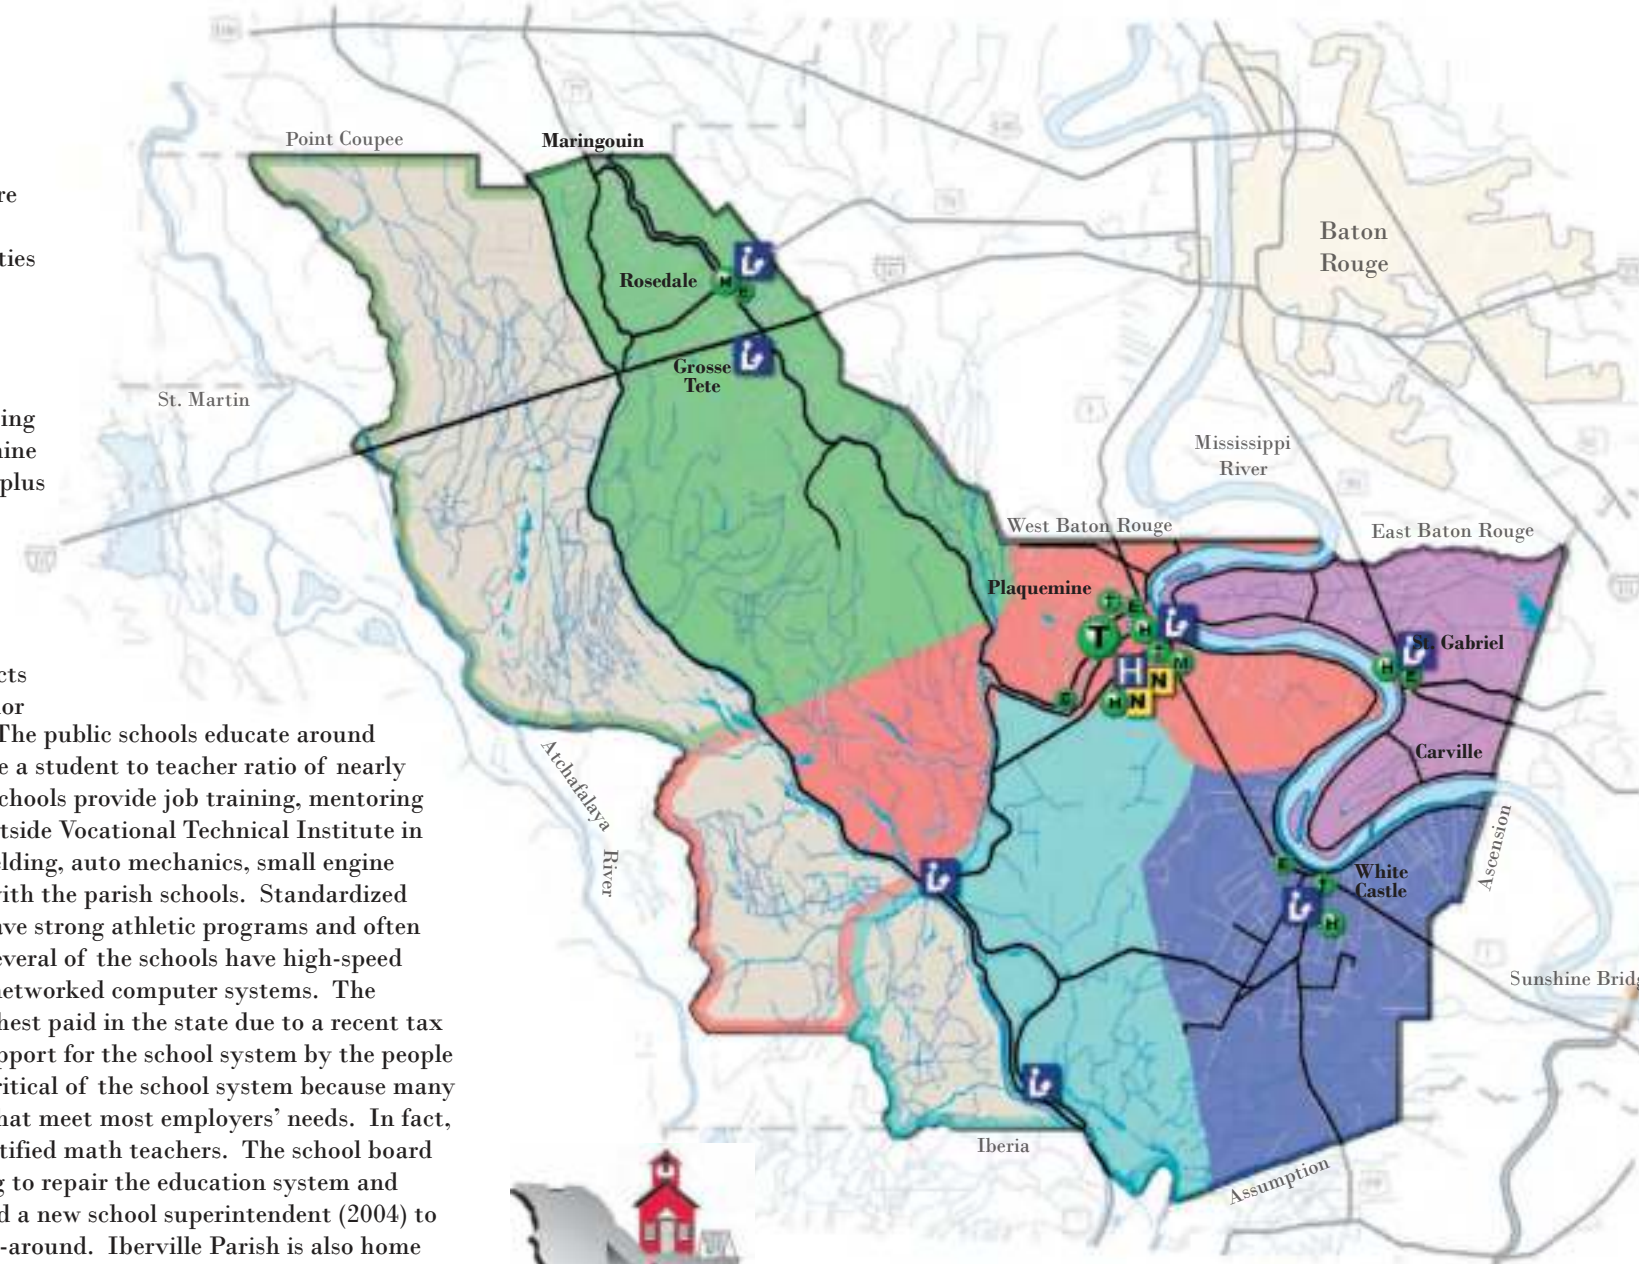 re
ties
ing
nine
plus
cts
or
The public schools educate around
e a student to teacher ratio of nearly
chools provide job training, mentoring
tside Vocational Technical Institute in
elding, auto mechanics, small engine
with the parish schools. Standardized
ave strong athletic programs and often
everal of the schools have high-speed
networked computer systems. The
hest paid in the state due to a recent tax
pport for the school system by the people
ritical of the school system because many
hat meet most employers' needs. In fact,
tified math teachers. The school board
g to repair the education system and
d a new school superintendent (2004) to
-around. Iberville Parish is also home
Point Coupee
Maringouin
Baton
Rouge
Rosedale
H
E
Grosse
Tete
St. Martin
Mississippi
River
West Baton Rouge
East Baton Rouge
Plaquemine
E
T
H
M
H
N
H
N
E
St. Gabriel
H
E
Carville
Atchafalaya
River
Ascension
White
Castle
E
H
Sunshine Bridg
Iberia
Assumption